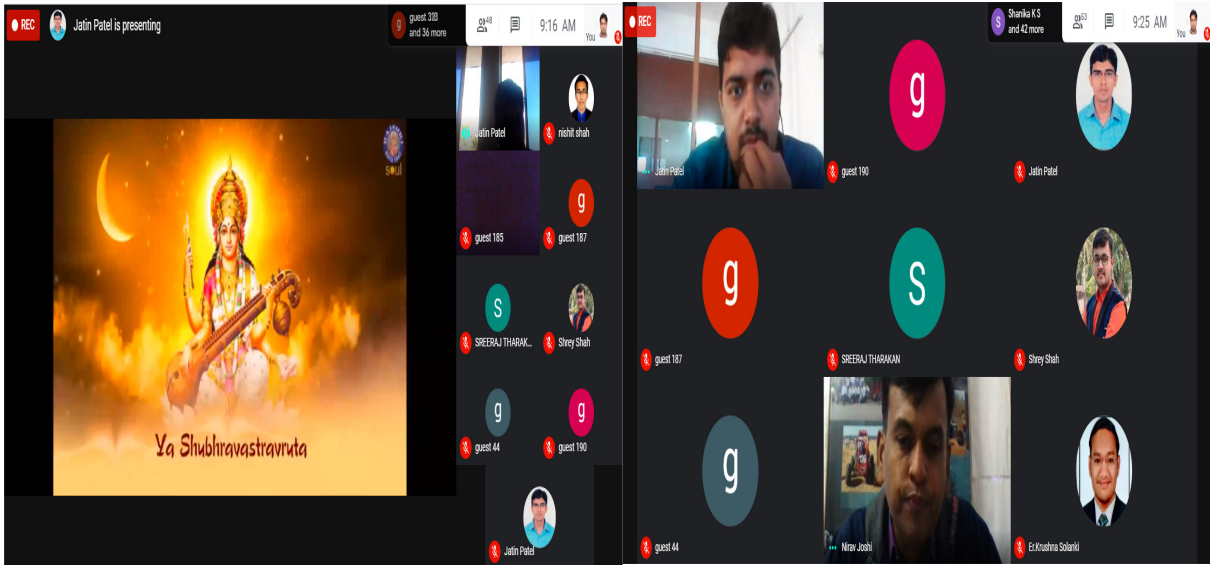 REC
Jatin Patel is presenting
g
guest 32B
and 36 more
48
9:16 AM
You
Jatin Patel
nishit shah
soul
g
guest 185
guest 187
S
SREERAJ THARAK...
Shrey Shah
g
g
guest 44
guest 190
Ya Shubhravastravruta
Jatin Patel
REC
S
Shanika K S
and 42 more
63
9:25 AM
You
g
Jatin Patel
guest 190
Jatin Patel
g
S
guest 187
SREERAJ THARAKAN
Shrey Shah
g
guest 44
Nirav Joshi
Er.Krushna Solanki